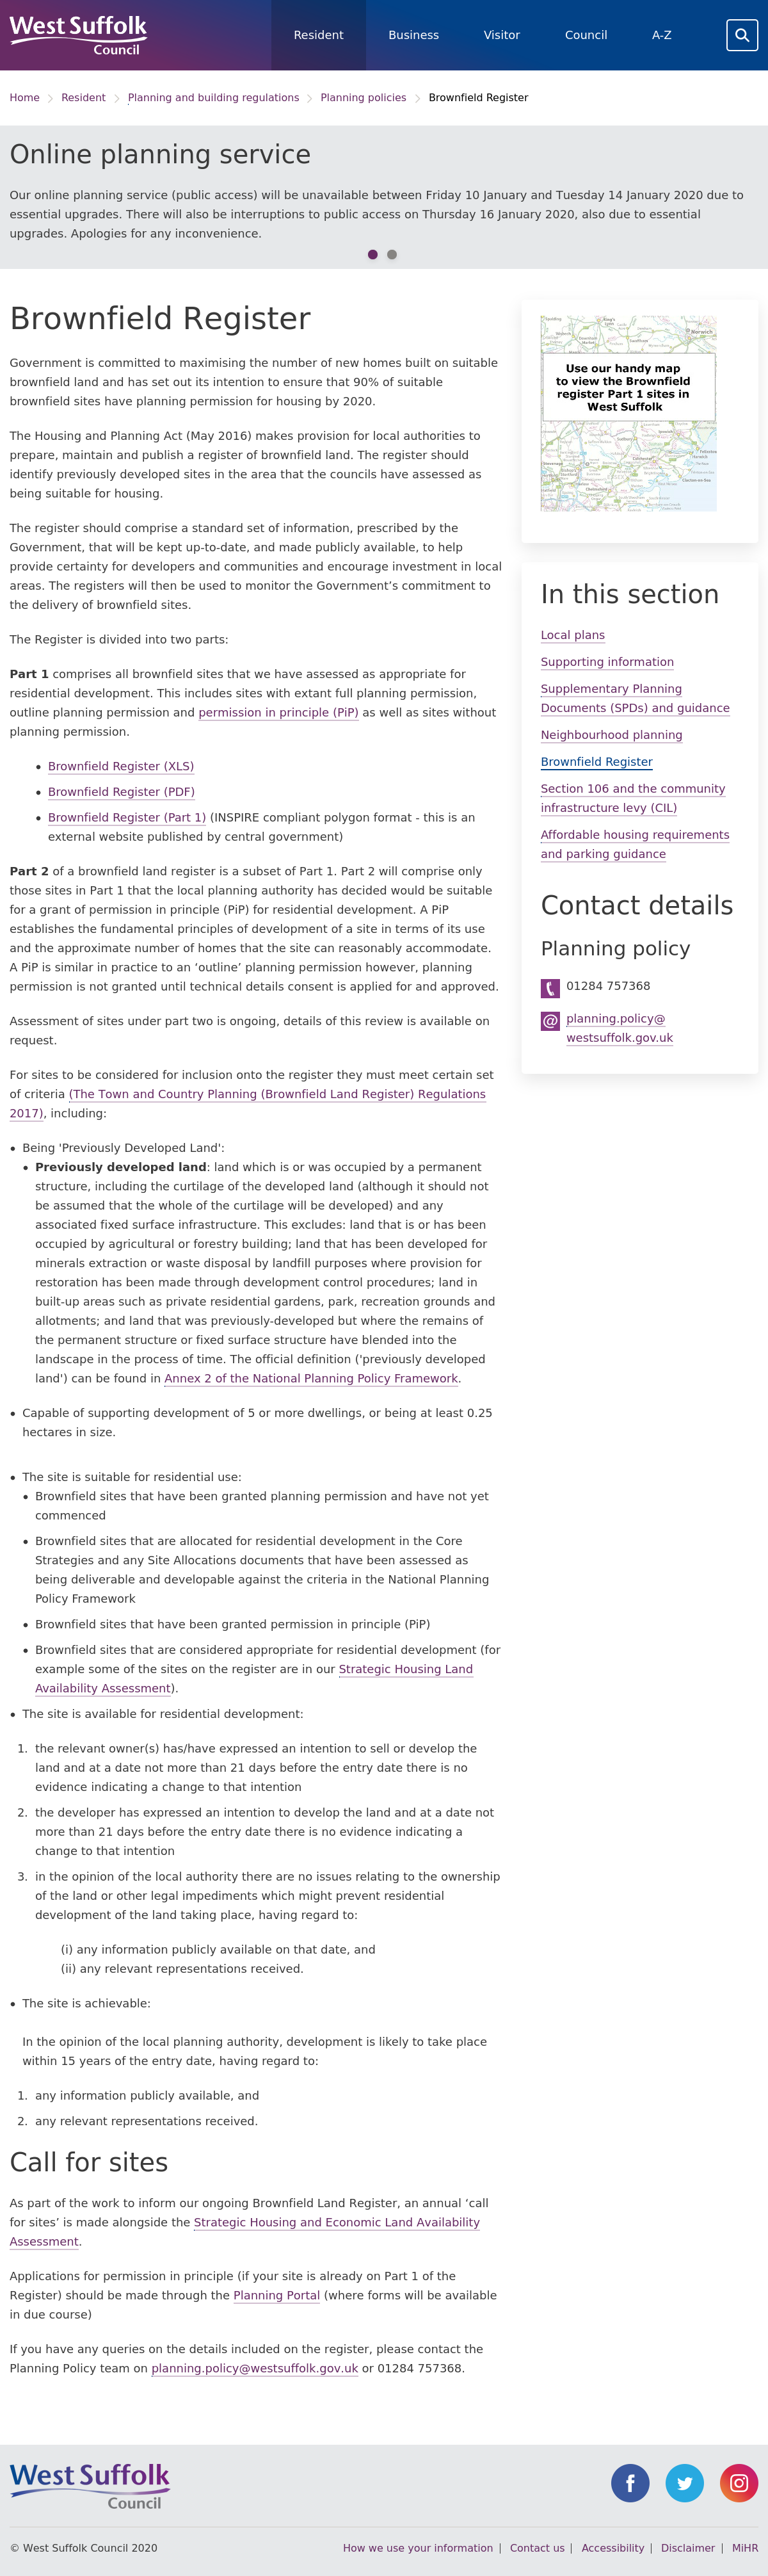 West Suffolk
Council
Resident
Business
Visitor
Council
A-Z
Home
Resident
Planning and building regulations
Planning policies
Brownfield Register
Online planning service
Our online planning service (public access) will be unavailable between Friday 10 January and Tuesday 14 January 2020 due to
essential upgrades. There will also be interruptions to public access on Thursday 16 January 2020, also due to essential
upgrades. Apologies for any inconvenience.
Brownfield Register
Government is committed to maximising the number of new homes built on suitable
brownfield land and has set out its intention to ensure that 90% of suitable
brownfield sites have planning permission for housing by 2020.
The Housing and Planning Act (May 2016) makes provision for local authorities to
prepare, maintain and publish a register of brownfield land. The register should
identify previously developed sites in the area that the councils have assessed as
being suitable for housing.
The register should comprise a standard set of information, prescribed by the
Government, that will be kept up-to-date, and made publicly available, to help
provide certainty for developers and communities and encourage investment in local
areas. The registers will then be used to monitor the Government’s commitment to
the delivery of brownfield sites.
The Register is divided into two parts:
Part 1 comprises all brownfield sites that we have assessed as appropriate for
residential development. This includes sites with extant full planning permission,
outline planning permission and permission in principle (PiP) as well as sites without
planning permission.
• Brownfield Register (XLS)
• Brownfield Register (PDF)
• Brownfield Register (Part 1) (INSPIRE compliant polygon format - this is an
external website published by central government)
Part 2 of a brownfield land register is a subset of Part 1. Part 2 will comprise only
those sites in Part 1 that the local planning authority has decided would be suitable
for a grant of permission in principle (PiP) for residential development. A PiP
establishes the fundamental principles of development of a site in terms of its use
and the approximate number of homes that the site can reasonably accommodate.
A PiP is similar in practice to an ‘outline’ planning permission however, planning
permission is not granted until technical details consent is applied for and approved.
Assessment of sites under part two is ongoing, details of this review is available on
request.
For sites to be considered for inclusion onto the register they must meet certain set
of criteria (The Town and Country Planning (Brownfield Land Register) Regulations
2017), including:
• Being 'Previously Developed Land':
• Previously developed land: land which is or was occupied by a permanent
structure, including the curtilage of the developed land (although it should not
be assumed that the whole of the curtilage will be developed) and any
associated fixed surface infrastructure. This excludes: land that is or has been
occupied by agricultural or forestry building; land that has been developed for
minerals extraction or waste disposal by landfill purposes where provision for
restoration has been made through development control procedures; land in
built-up areas such as private residential gardens, park, recreation grounds and
allotments; and land that was previously-developed but where the remains of
the permanent structure or fixed surface structure have blended into the
landscape in the process of time. The official definition ('previously developed
land') can be found in Annex 2 of the National Planning Policy Framework.
• Capable of supporting development of 5 or more dwellings, or being at least 0.25
hectares in size.
• The site is suitable for residential use:
• Brownfield sites that have been granted planning permission and have not yet
commenced
• Brownfield sites that are allocated for residential development in the Core
Strategies and any Site Allocations documents that have been assessed as
being deliverable and developable against the criteria in the National Planning
Policy Framework
• Brownfield sites that have been granted permission in principle (PiP)
• Brownfield sites that are considered appropriate for residential development (for
example some of the sites on the register are in our Strategic Housing Land
Availability Assessment).
• The site is available for residential development:
1. the relevant owner(s) has/have expressed an intention to sell or develop the
land and at a date not more than 21 days before the entry date there is no
evidence indicating a change to that intention
2. the developer has expressed an intention to develop the land and at a date not
more than 21 days before the entry date there is no evidence indicating a
change to that intention
3. in the opinion of the local authority there are no issues relating to the ownership
of the land or other legal impediments which might prevent residential
development of the land taking place, having regard to:
(i) any information publicly available on that date, and
(ii) any relevant representations received.
• The site is achievable:
In the opinion of the local planning authority, development is likely to take place
within 15 years of the entry date, having regard to:
1. any information publicly available, and
2. any relevant representations received.
Call for sites
As part of the work to inform our ongoing Brownfield Land Register, an annual ‘call
for sites’ is made alongside the Strategic Housing and Economic Land Availability
Assessment.
Applications for permission in principle (if your site is already on Part 1 of the
Register) should be made through the Planning Portal (where forms will be available
in due course)
If you have any queries on the details included on the register, please contact the
Planning Policy team on planning.policy@westsuffolk.gov.uk or 01284 757368.
Use our handy map
to view the Brownfield
register Part 1 sites in
West Suffolk
In this section
Local plans
Supporting information
Supplementary Planning
Documents (SPDs) and guidance
Neighbourhood planning
Brownfield Register
Section 106 and the community
infrastructure levy (CIL)
Affordable housing requirements
and parking guidance
Contact details
Planning policy
01284 757368
planning.policy@
westsuffolk.gov.uk
West Suffolk
Council
© West Suffolk Council 2020
How we use your information | Contact us | Accessibility | Disclaimer | MiHR